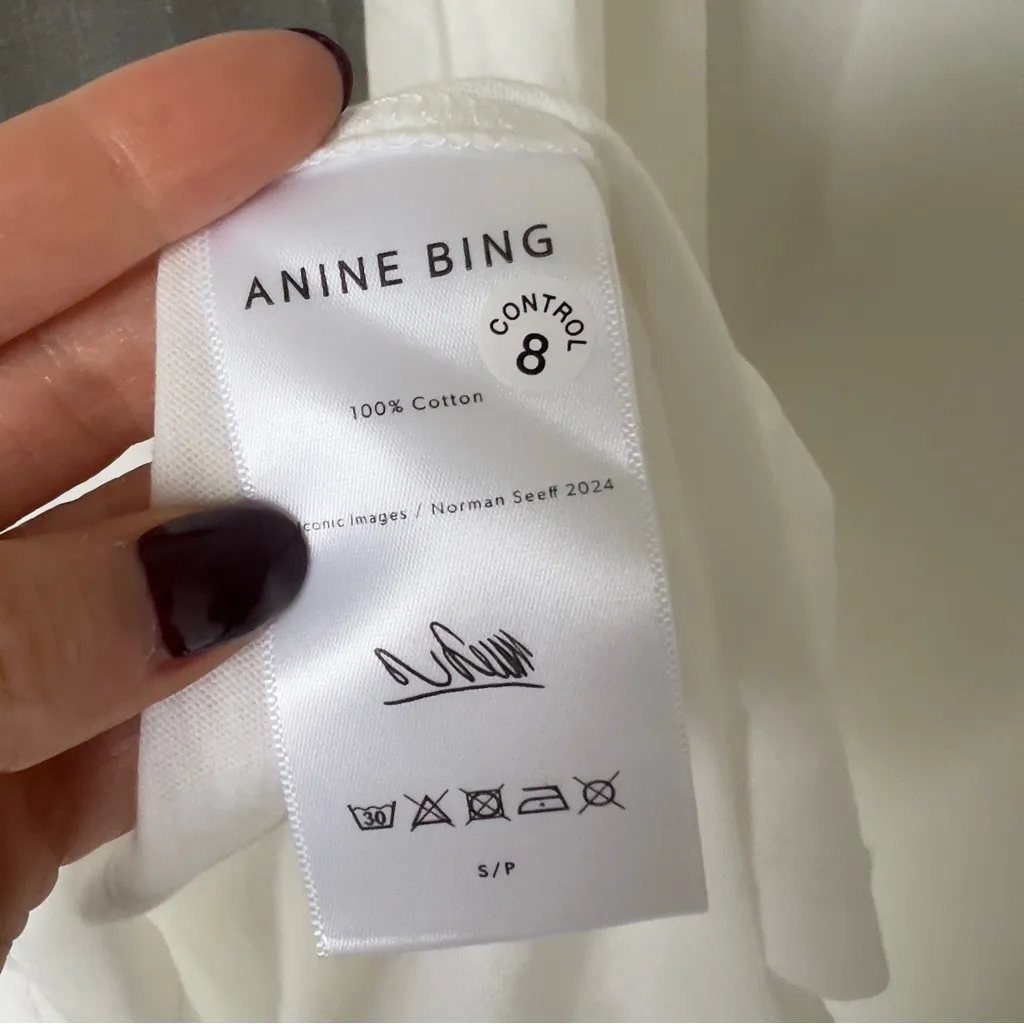 ANINE BING
CONTROL
8
100% Cotton
Iconic Images / Norman Seeff 2024
30
S/P